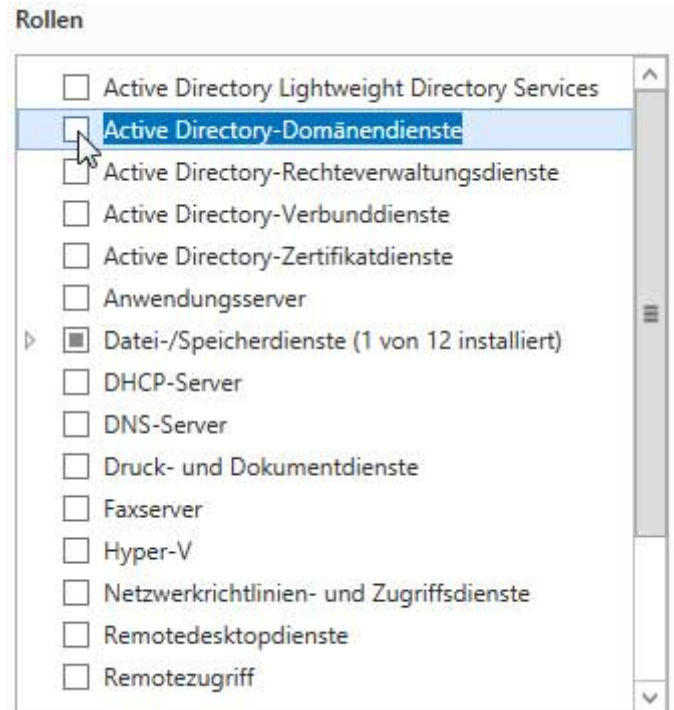 Rollen
Active Directory Lightweight Directory Services
Active Directory-Domänendienste
Active Directory-Rechteverwaltungsdienste
Active Directory-Verbunddienste
Active Directory-Zertifikatdienste
Anwendungsserver
Datei-/Speicherdienste (1 von 12 installiert)
DHCP-Server
DNS-Server
Druck- und Dokumentdienste
Faxserver
Hyper-V
Netzwerkrichtlinien- und Zugriffsdienste
Remotedesktopdienste
Remotezugriff